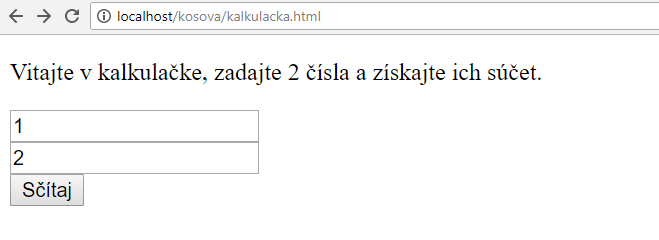 localhost/kosova/kalkulacka.html
Vitajte v kalkulačke, zadajte 2 čísla a získajte ich súčet.
1
2
Sčítaj